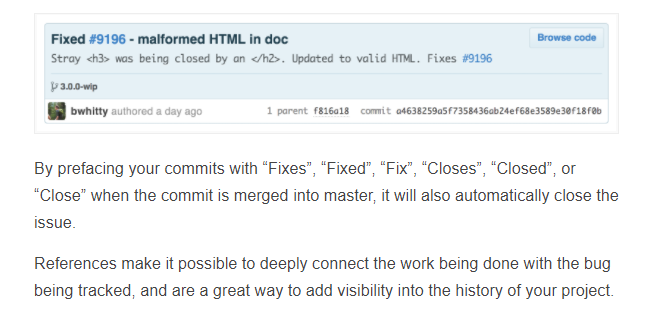 Fixed #9196 - malformed HTML in doc
Browse code
Stray <h3> was being closed by an </h2>. Updated to valid HTML. Fixes #9196
3.0.0-wip
bwhitty authored a day ago
1 parent f816a18 commit a4638259a5f7358436ab24ef68e3589e30f18f0b
By prefacing your commits with “Fixes”, “Fixed”, “Fix”, “Closes”, “Closed”, or
“Close” when the commit is merged into master, it will also automatically close the
issue.
References make it possible to deeply connect the work being done with the bug
being tracked, and are a great way to add visibility into the history of your project.